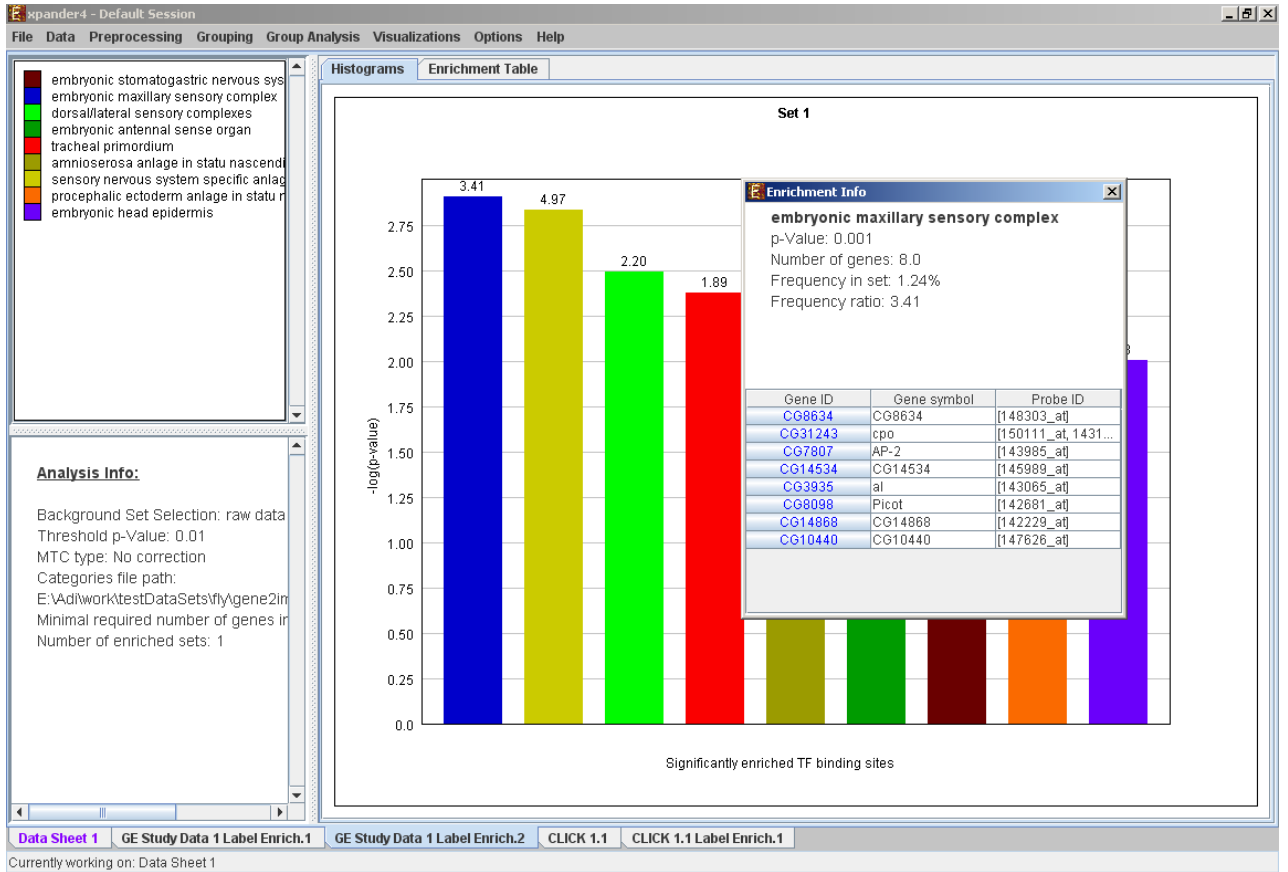 xpander4 - Default Session
File Data Preprocessing Grouping Group Analysis Visualizations Options Help
embryonic stomatogastric nervous sys
embryonic maxillary sensory complex
dorsal/lateral sensory complexes
embryonic antennal sense organ
tracheal primordium
amnioserosa anlage in statu nascendi
sensory nervous system specific anlag
procephalic ectoderm anlage in statu r
embryonic head epidermis
Analysis Info:
Background Set Selection: raw data
Threshold p-Value: 0.01
MTC type: No correction
Categories file path:
E:\Adi\work\testDataSets\fly\gene2im
Minimal required number of genes in
Number of enriched sets: 1
Histograms Enrichment Table
Set 1
3.41
4.97
2.20
1.89
3
2.75
2.50
2.25
2.00
1.75
1.50
1.25
1.00
0.75
0.50
0.25
0.0
-log(p-value)
Significantly enriched TF binding sites
Enrichment Info
embryonic maxillary sensory complex
p-Value: 0.001
Number of genes: 8.0
Frequency in set: 1.24%
Frequency ratio: 3.41
Gene ID Gene symbol Probe ID
CG8634 CG8634 [148303_at]
CG31243 cpo [150111_at, 1431...
CG7807 AP-2 [143985_at]
CG14534 CG14534 [145989_at]
CG3935 al [143065_at]
CG8098 Picot [142681_at]
CG14868 CG14868 [142229_at]
CG10440 CG10440 [147626_at]
Data Sheet 1 GE Study Data 1 Label Enrich.1 GE Study Data 1 Label Enrich.2 CLICK 1.1 CLICK 1.1 Label Enrich.1
Currently working on: Data Sheet 1